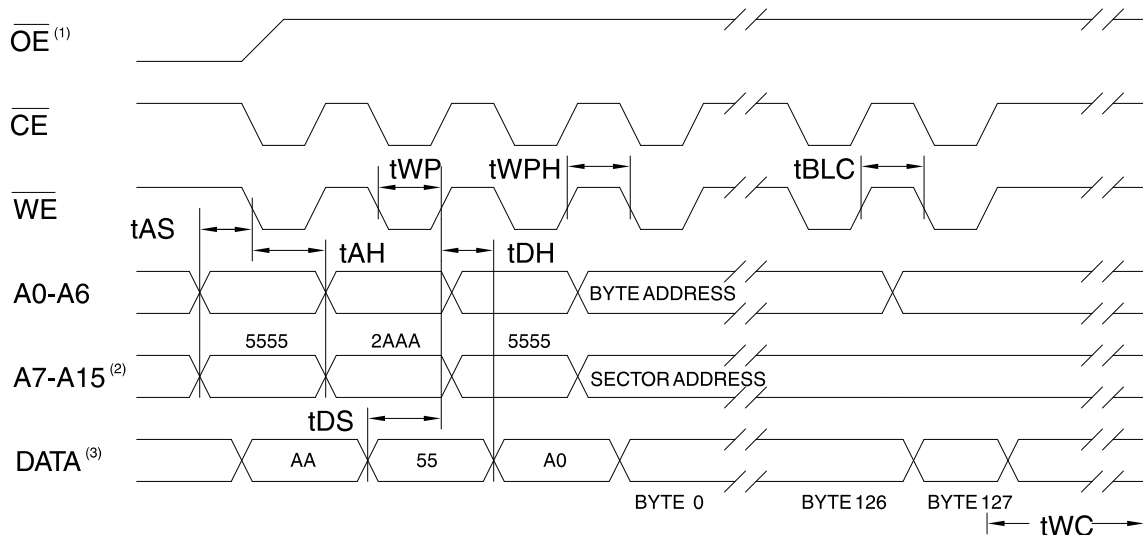 OE (1)
CE
tWP tWPH tBLC
WE
tAS
tAH tDH
A0-A6 BYTE ADDRESS
5555 2AAA 5555
A7-A15 (2) SECTOR ADDRESS
tDS
DATA (3) AA 55 A0
BYTE 0 BYTE 126 BYTE 127
tWC